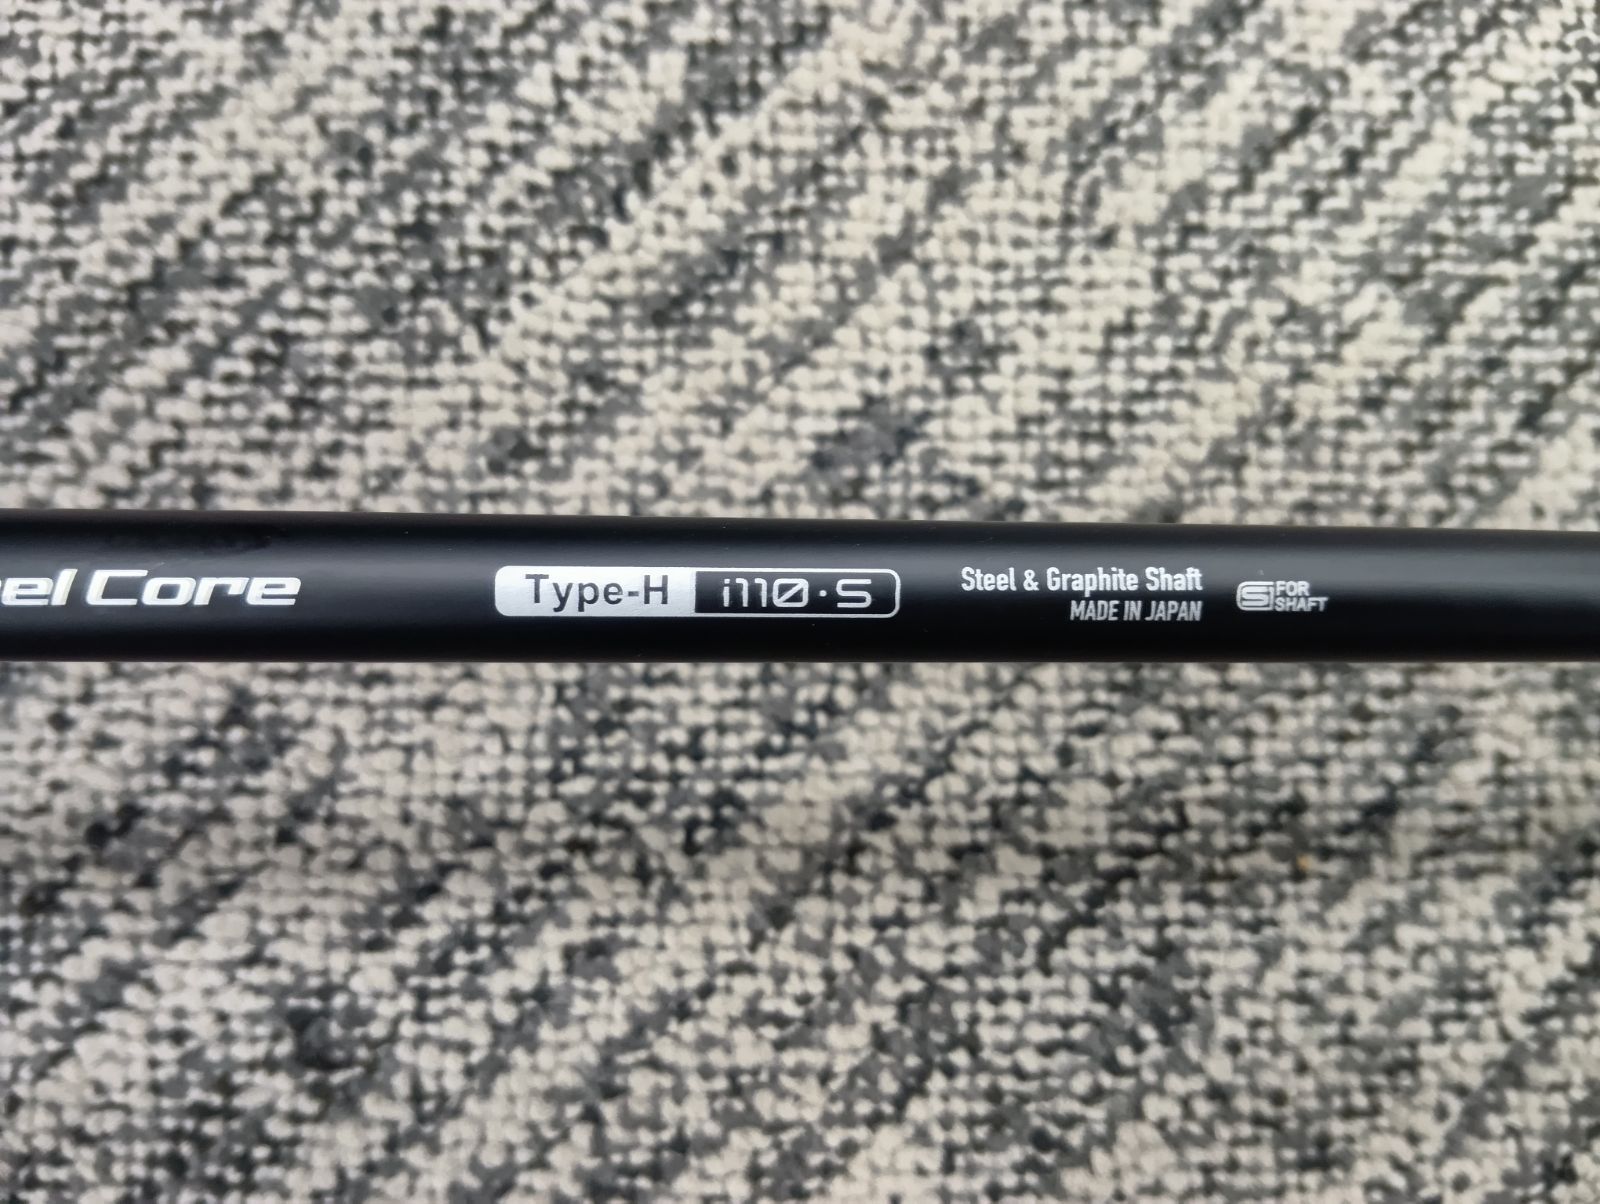 el Core
Type-H i110·S
Steel & Graphite Shaft
MADE IN JAPAN
S FOR
SHAFT